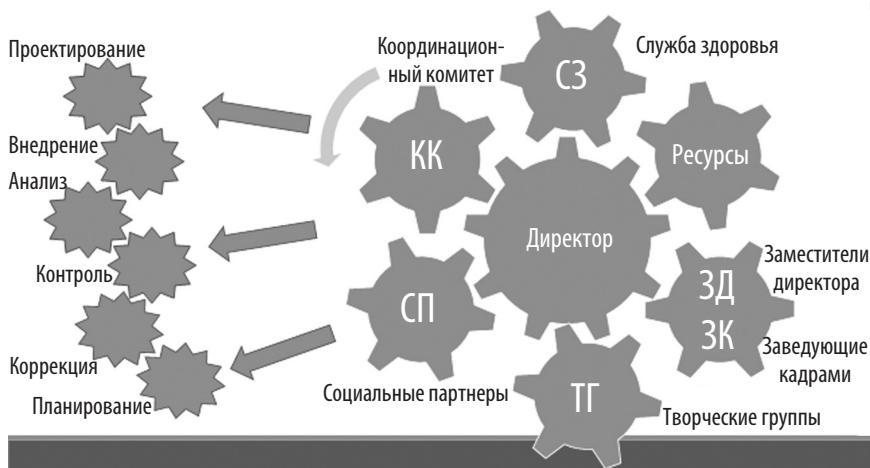 Проектирование
Внедрение
Анализ
Контроль
Коррекция
Планирование
Координацион-
ный комитет
КК
СЗ
Служба здоровья
Ресурсы
Директор
ЗД
ЗК
Заместители
директора
Заведующие
кадрами
СП
Социальные партнеры
ТГ
Творческие группы